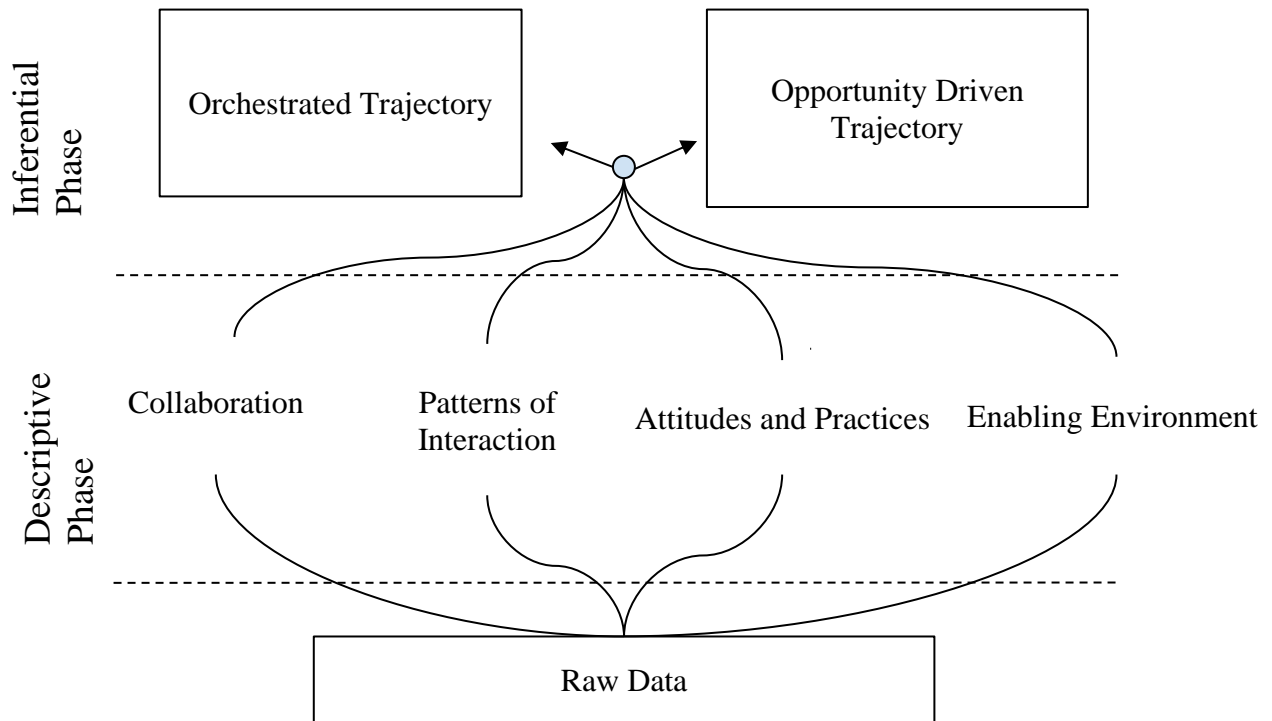 Inferential
Phase
Orchestrated Trajectory
Opportunity Driven
Trajectory
Descriptive
Phase
Collaboration
Patterns of
Interaction
Attitudes and Practices
Enabling Environment
Raw Data